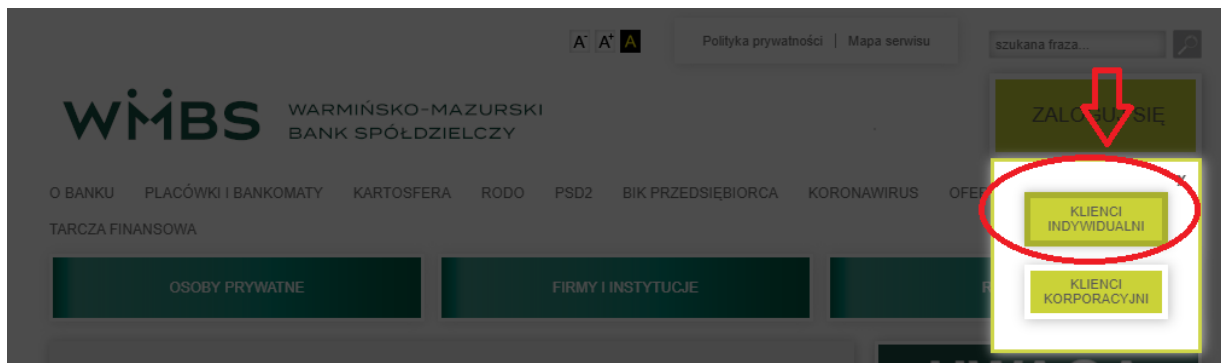 A- A+ A
Polityka prywatności | Mapa serwisu
szukana fraza...
WMBS
WARMIŃSKO-MAZURSKI
BANK SPÓŁDZIELCZY
ZALOGUJ SIĘ
X
O BANKU PLACÓWKI I BANKOMATY KARTOSFERA RODO PSD2 BIK PRZEDSIĘBIORCA KORONAWIRUS
TARCZA FINANSOWA
KLIENCI
INDYWIDUALNI
OSOBY PRYWATNE
FIRMY I INSTYTUCJE
KLIENCI
KORPORACYJNI